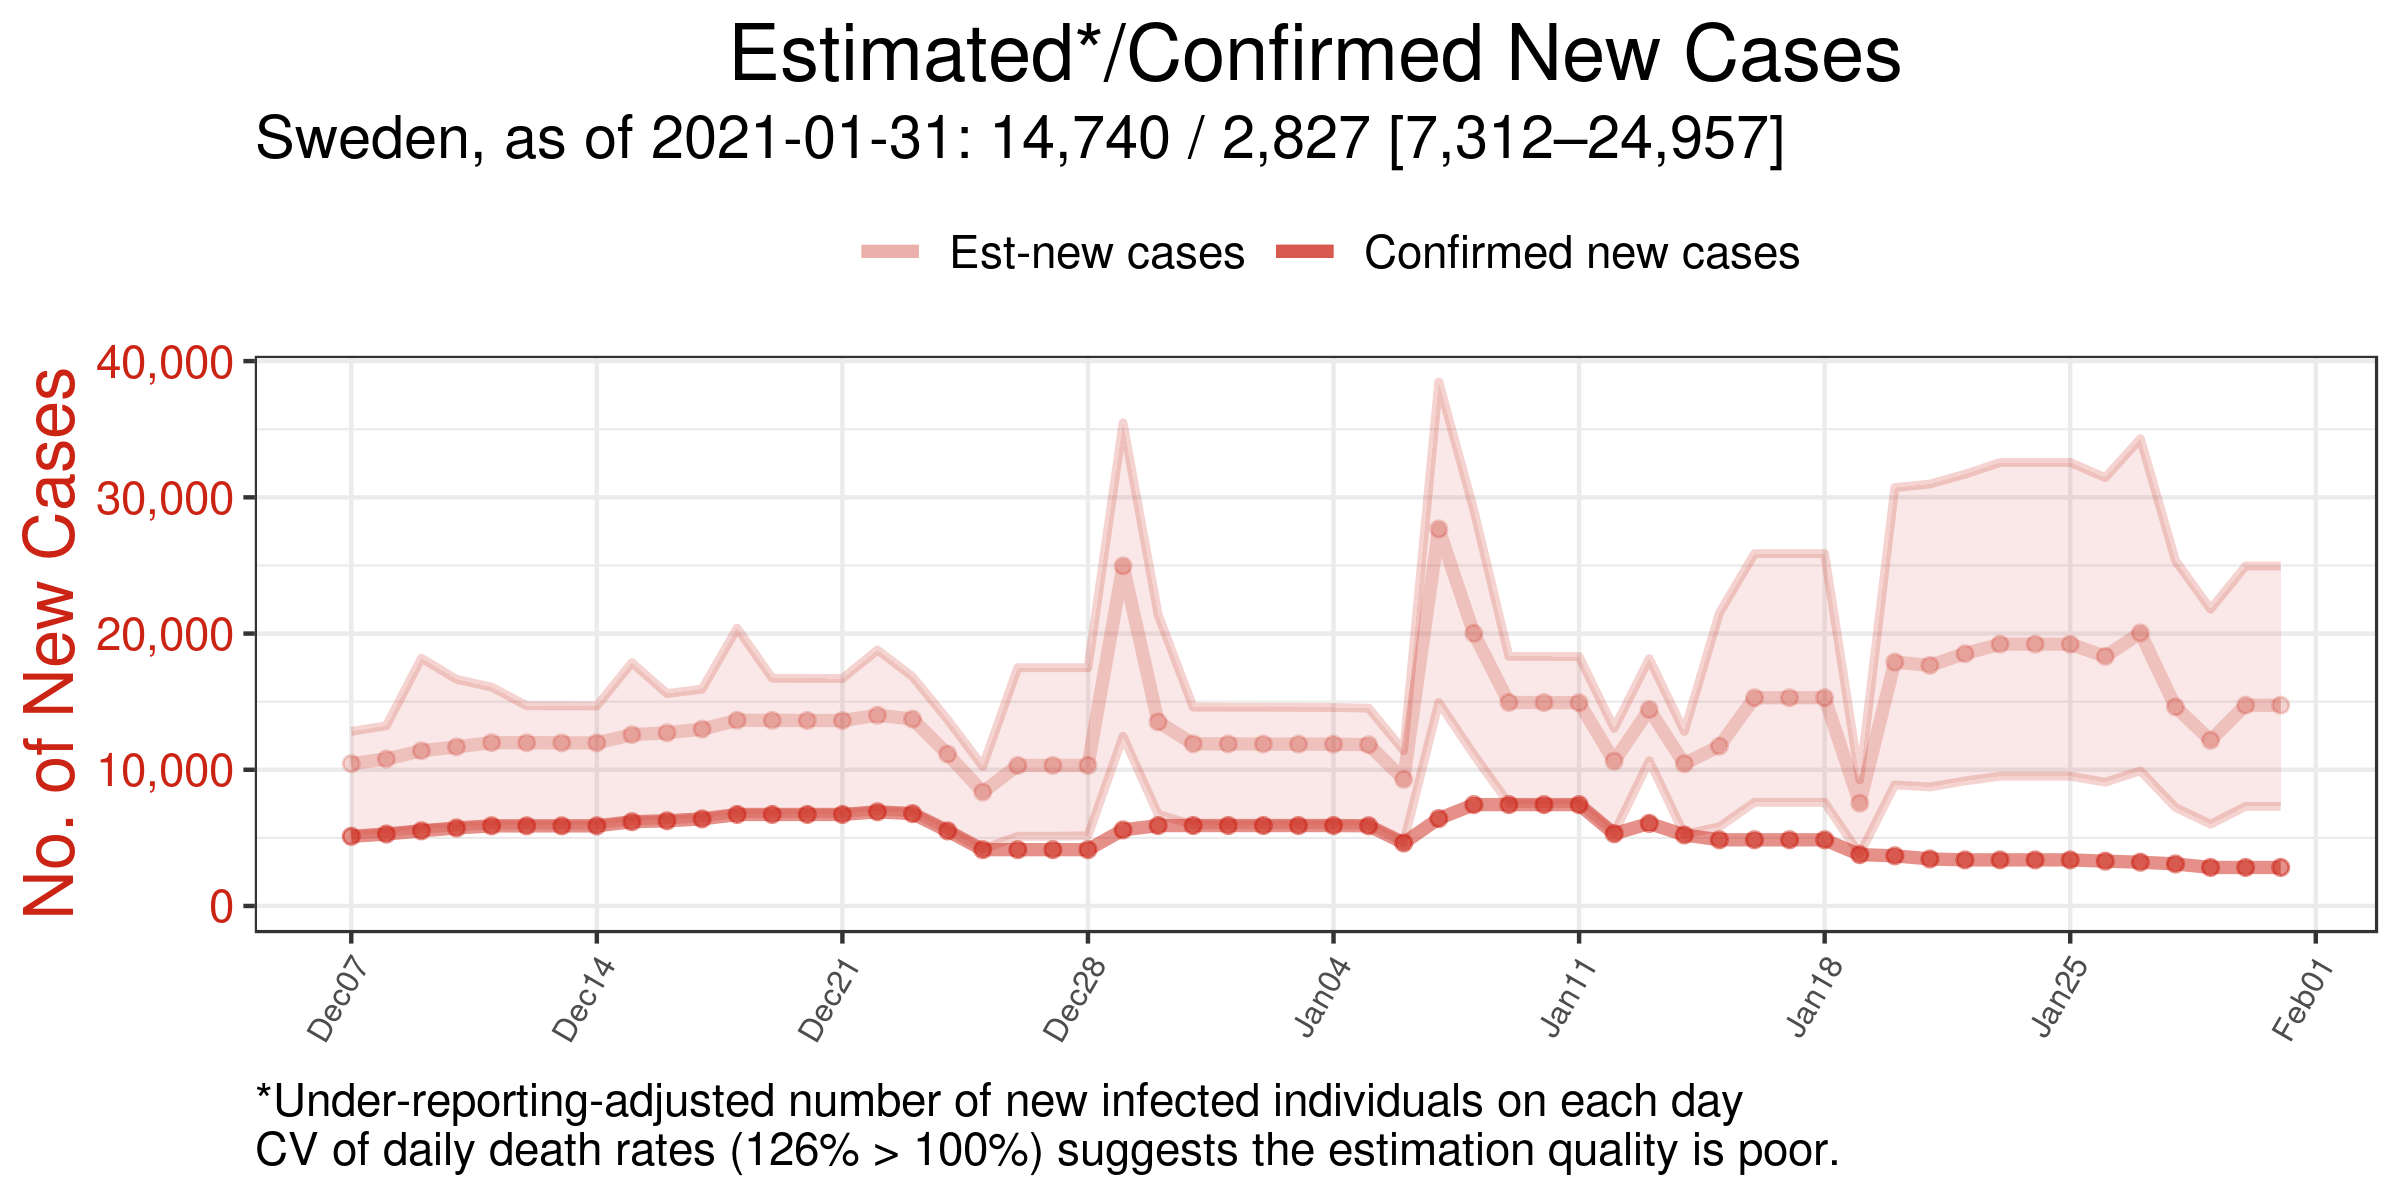 Estimated*/Confirmed New Cases
Sweden, as of 2021-01-31: 14,740 / 2,827 [7,312–24,957]
Est-new cases
Confirmed new cases
No. of New Cases
40,000
30,000
20,000
10,000
0
Dec07
Dec14
Dec21
Dec28
Jan04
Jan11
Jan18
Jan25
Feb01
*Under-reporting-adjusted number of new infected individuals on each day
CV of daily death rates (126% > 100%) suggests the estimation quality is poor.